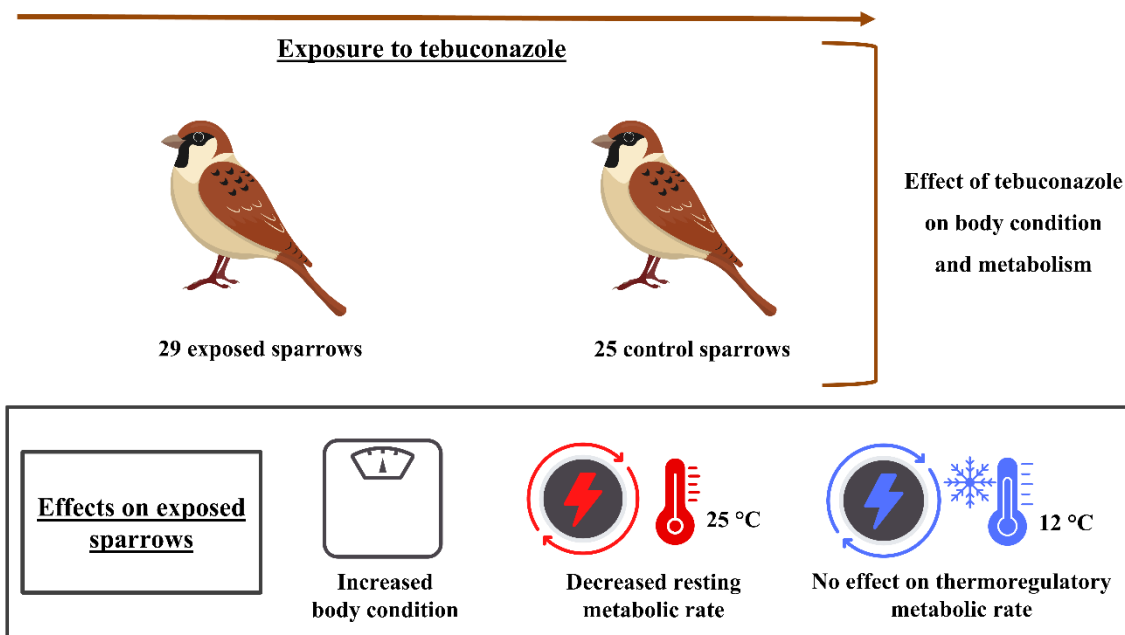 Exposure to tebuconazole
29 exposed sparrows
25 control sparrows
Effect of tebuconazole
on body condition
and metabolism
Effects on exposed
sparrows
Increased
body condition
25 °C
Decreased resting
metabolic rate
12 °C
No effect on thermoregulatory
metabolic rate